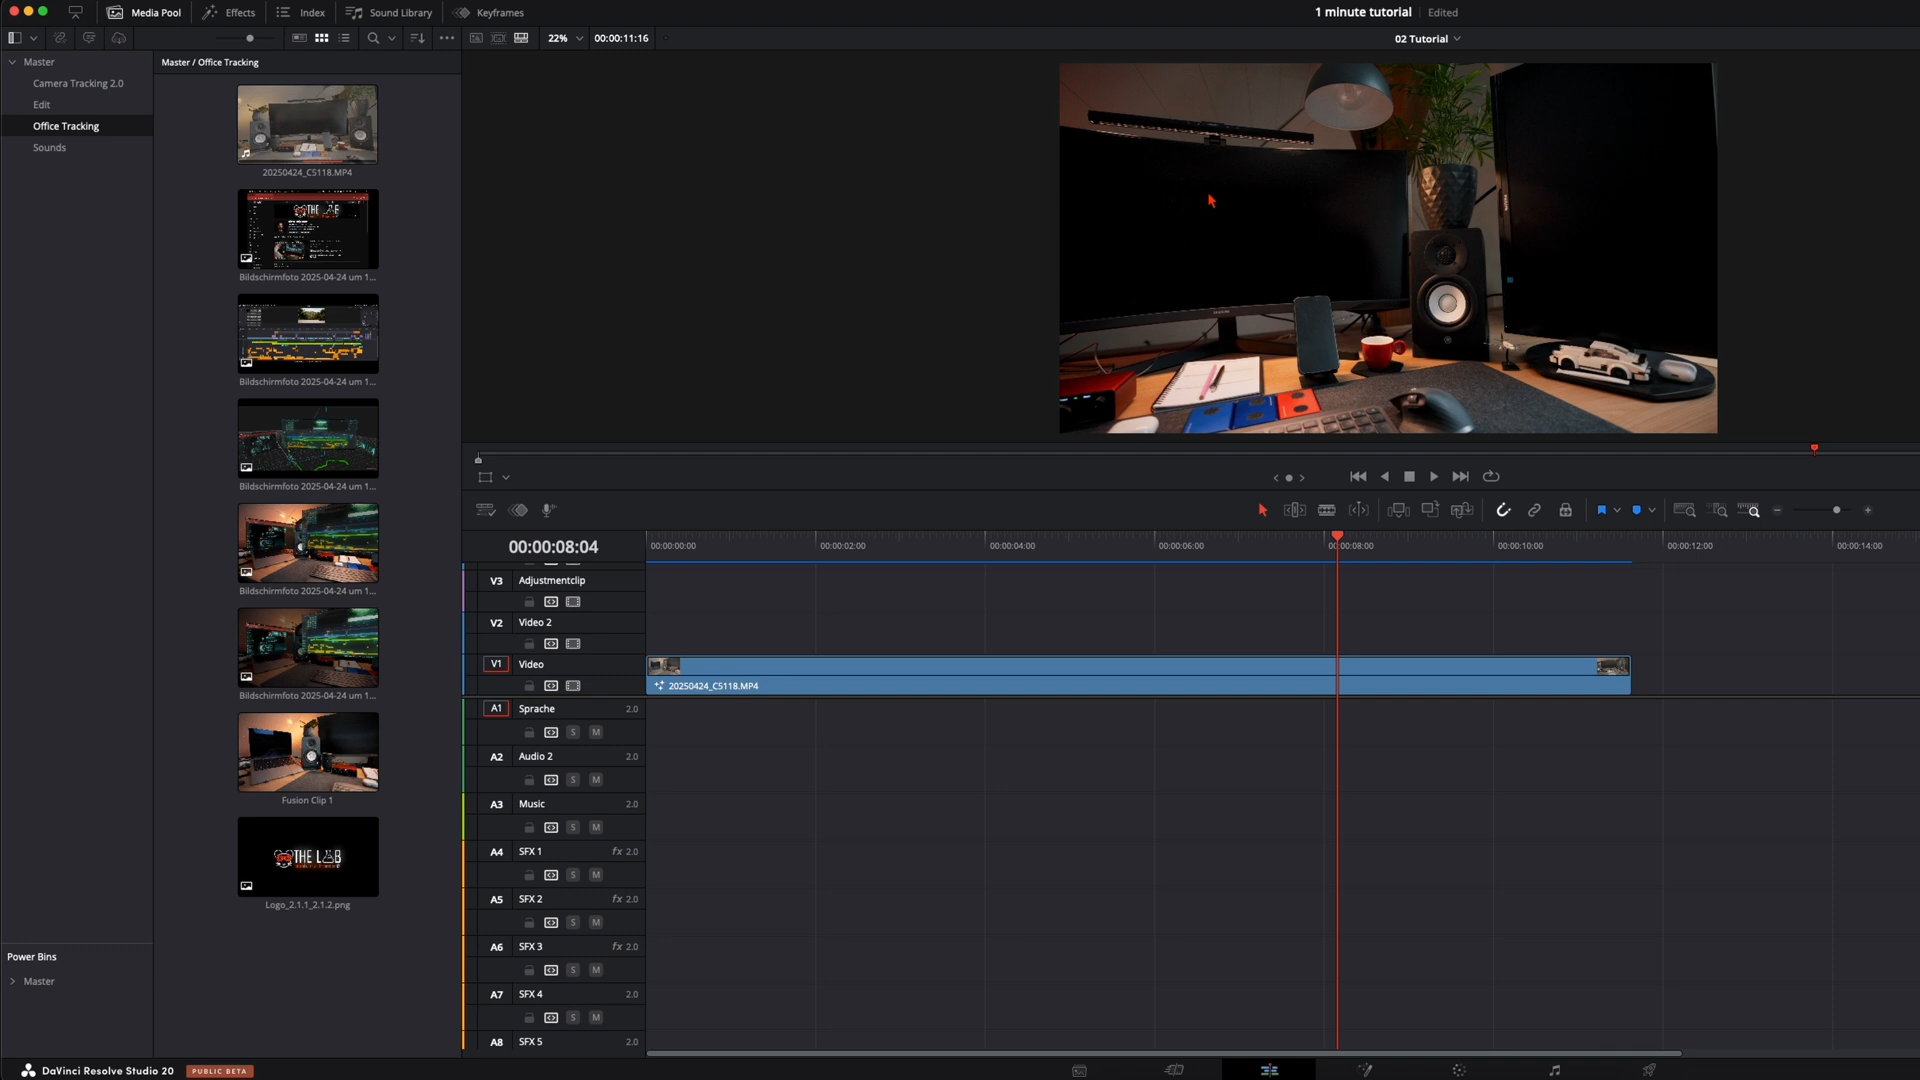 Media Pool
Effects
Index
Sound Library
Keyframes
1 minute tutorial
Edited
22%
00:00:11:16
02 Tutorial
Master
Camera Tracking 2.0
Edit
Office Tracking
Sounds
Master / Office Tracking
20250424_C5118.MP4
THE LAB
Bildschirmfoto 2025-04-24 um 1...
Bildschirmfoto 2025-04-24 um 1...
Bildschirmfoto 2025-04-24 um 1...
Bildschirmfoto 2025-04-24 um 1...
Bildschirmfoto 2025-04-24 um 1...
Fusion Clip 1
THE LAB
Logo_2.1.1_2.1.2.png
Power Bins
Master
00:00:08:04
00:00:00:00
00:00:02:00
00:00:04:00
00:00:06:00
00:00:08:00
00:00:10:00
00:00:12:00
00:00:14:00
V3 Adjustmentclip
V2 Video 2
V1 Video
20250424_C5118.MP4
A1 Sprache 2.0
S M
A2 Audio 2 2.0
S M
A3 Music 2.0
S M
A4 SFX 1 fx 2.0
S M
A5 SFX 2 fx 2.0
S M
A6 SFX 3 fx 2.0
S M
A7 SFX 4 2.0
S M
A8 SFX 5 2.0
DaVinci Resolve Studio 20
PUBLIC BETA